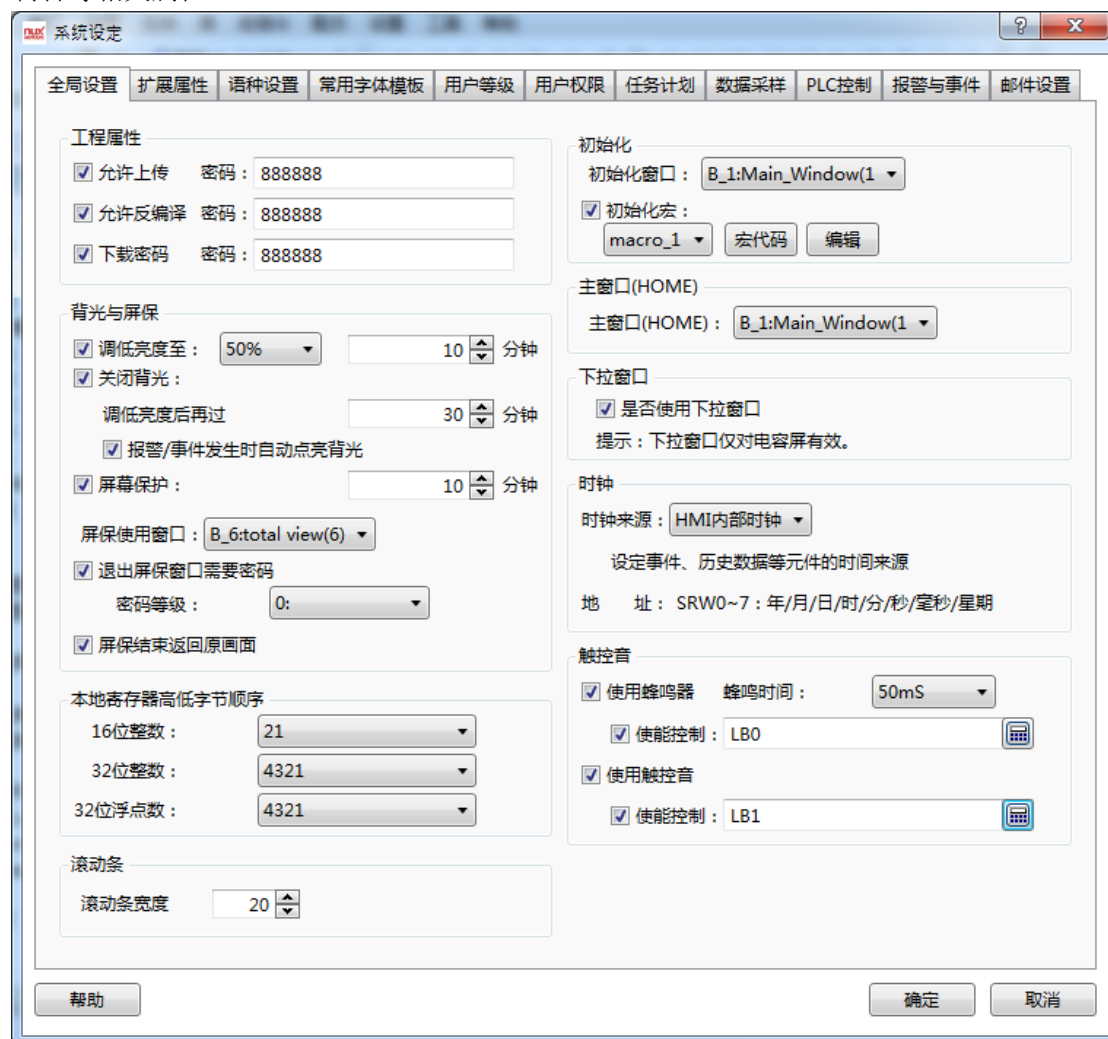 系统设定
全局设置 扩展属性 语种设置 常用字体模板 用户等级 用户权限 任务计划 数据采样 PLC控制 报警与事件 邮件设置
工程属性
允许上传 密码：888888
允许反编译 密码：888888
下载密码 密码：888888
背光与屏保
调低亮度至： 50% 10 分钟
关闭背光：
调低亮度后再过 30 分钟
报警/事件发生时自动点亮背光
屏幕保护： 10 分钟
屏保使用窗口：B_6:total view(6)
退出屏保窗口需要密码
密码等级： 0:
屏保结束返回原画面
本地寄存器高低字节顺序
16位整数： 21
32位整数： 4321
32位浮点数： 4321
滚动条
滚动条宽度 20
初始化
初始化窗口： B_1:Main_Window(1
初始化宏：
macro_1 宏代码 编辑
主窗口(HOME)
主窗口(HOME)： B_1:Main_Window(1
下拉窗口
是否使用下拉窗口
提示：下拉窗口仅对电容屏有效。
时钟
时钟来源：HMI内部时钟
设定事件、历史数据等元件的时间来源
地 址： SRW0~7：年/月/日/时/分/秒/毫秒/星期
触控音
使用蜂鸣器 蜂鸣时间： 50mS
使能控制： LB0
使用触控音
使能控制： LB1
帮助 确定 取消